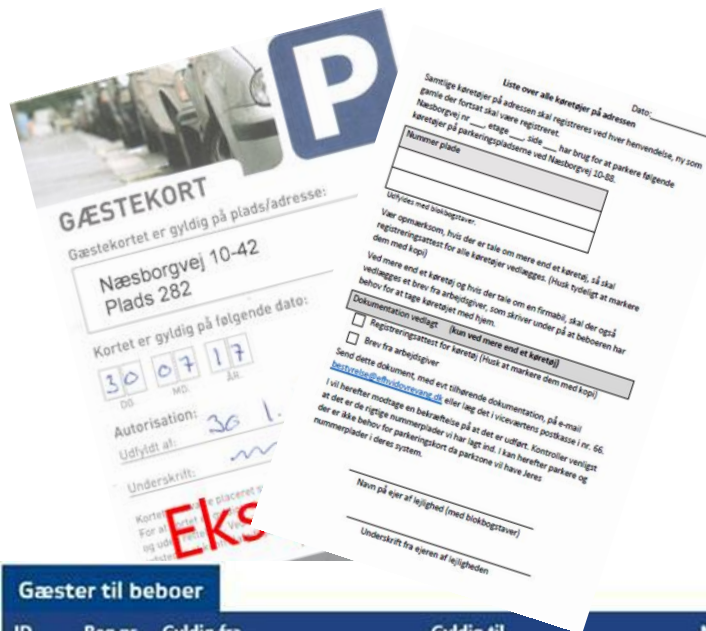 P
GÆSTEKORT
Gæstekortet er gyldig på plads/adresse:
Næsborgvej 10-42
Plads 282
Kortet er gyldig på følgende dato:
30 07 17
DG. MD. ÅR.
Autorisation:
Udfyldt af:
Underskrift:
Eks
Liste over alle køretøjer på adressen
Dato:
Samtlige køretøjer på adressen skal registreres ved hver henvendelse, ny som
gamle der fortsat skal være registreret.
Næsborgvej nr___, etage___, side___ har brug for at parkere følgende
køretøjer på parkeringspladserne ved Næsborgvej 10-88.
Nummer plade
Udfyldes med blokbogstaver.
Vær opmærksom, hvis der er tale om mere end et køretøj, så skal
registreringsattest for alle køretøjer vedlægges. (Husk tydeligt at markere
dem med kopi)
Ved mere end et køretøj og hvis der tale om en firmabil, skal der også
vedlægges et brev fra arbejdsgiver, som skriver under på at beboeren har
behov for at tage køretøjet med hjem.
Dokumentation vedlagt (kun ved mere end et køretøj)
Registreringsattest for køretøj (Husk at markere dem med kopi)
Brev fra arbejdsgiver
Send dette dokument, med evt tilhørende dokumentation, på e-mail
bestyrelse@efhvidovrevang.dk eller læg det i viceværtens postkasse i nr. 66.
I vil herefter modtage en bekræftelse på at det er udført. Kontroller venligst
at det er de rigtige nummerplader vi har lagt ind. I kan herefter parkere og
der er ikke behov for parkeringskort da parkzone vil have Jeres
nummerplader i deres system.
Navn på ejer af lejlighed (med blokbogstaver)
Underskrift fra ejeren af lejligheden
Gæster til beboer